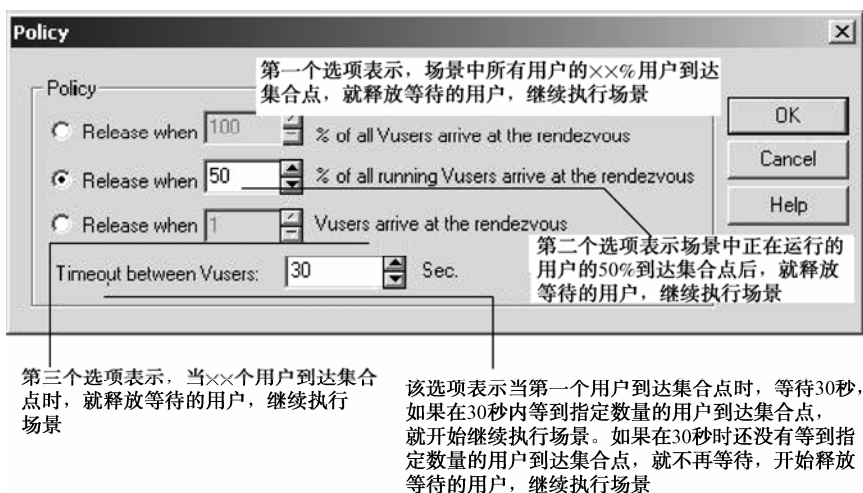 Policy
第一个选项表示，场景中所有用户的××%用户到达
集合点，就释放等待的用户，继续执行场景
Policy
Release when 100 % of all Vusers arrive at the rendezvous
OK
Release when 50 % of all running Vusers arrive at the rendezvous
Cancel
Release when 1 Vusers arrive at the rendezvous
Help
第二个选项表示场景中正在运行的
用户的50%到达集合点后，就释放
等待的用户，继续执行场景
Timeout between Vusers: 30 Sec.
第三个选项表示，当××个用户到达集合
点时，就释放等待的用户，继续执行
场景
该选项表示当第一个用户到达集合点时，等待30秒，
如果在30秒内等到指定数量的用户到达集合点，
就开始继续执行场景。如果在30秒时还没有等到指
定数量的用户到达集合点，就不再等待，开始释放
等待的用户，继续执行场景